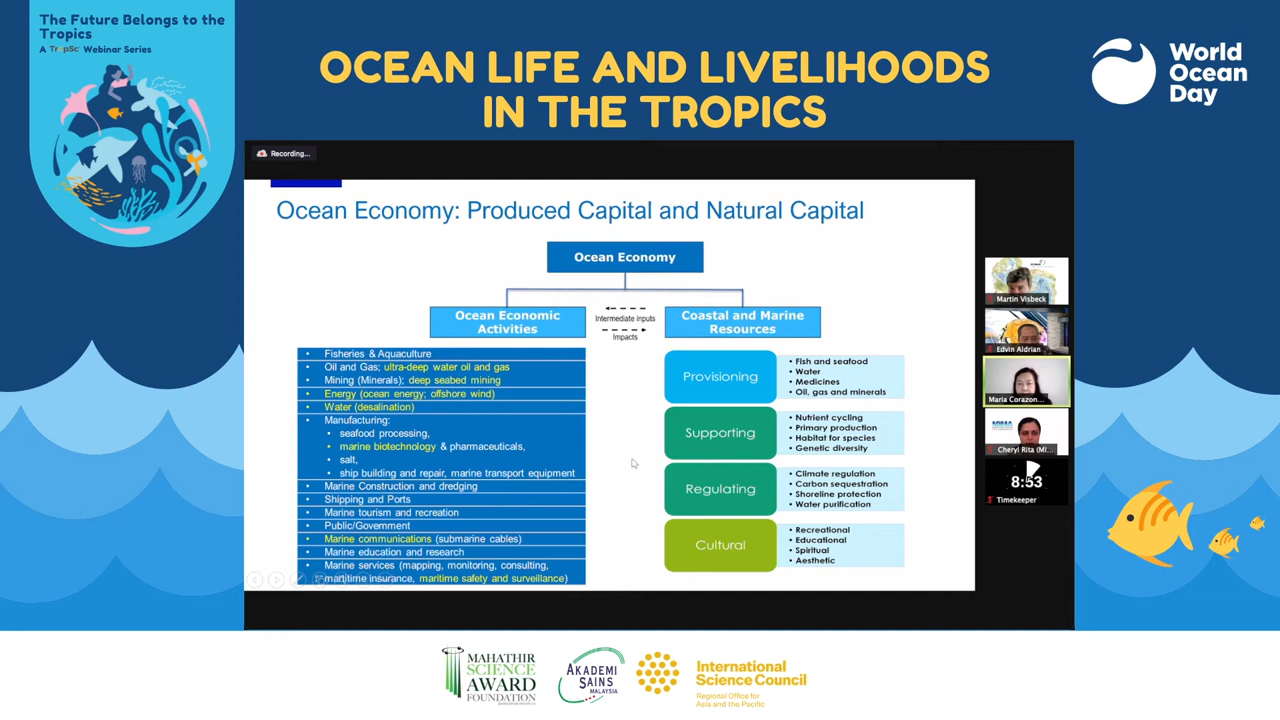 The Future Belongs to the
Tropics
A TropSc Webinar Series
OCEAN LIFE AND LIVELIHOODS
IN THE TROPICS
World
Ocean
Day
Recording...
Ocean Economy: Produced Capital and Natural Capital
Ocean Economy
Ocean Economic
Activities
Intermediate inputs
Impacts
Coastal and Marine
Resources
• Fisheries & Aquaculture
• Oil and Gas; ultra-deep water oil and gas
• Mining (Minerals); deep seabed mining
• Energy (ocean energy; offshore wind)
• Water (desalination)
• Manufacturing:
• seafood processing,
• marine biotechnology & pharmaceuticals,
• salt,
• ship building and repair, marine transport equipment
• Marine Construction and dredging
• Shipping and Ports
• Marine tourism and recreation
• Public/Government
• Marine communications (submarine cables)
• Marine education and research
• Marine services (mapping, monitoring, consulting,
maritime insurance, maritime safety and surveillance)
Provisioning
• Fish and seafood
• Water
• Medicines
• Oil, gas and minerals
Supporting
• Nutrient cycling
• Primary production
• Habitat for species
• Genetic diversity
Regulating
• Climate regulation
• Carbon sequestration
• Shoreline protection
• Water purification
Cultural
• Recreational
• Educational
• Spiritual
• Aesthetic
Martin Visbeck
Edvin Aldrian
Maria Corazon...
MIMA
Cheryl Rita (MI...
8:53
Timekeeper
MAHATHIR
SCIENCE
AWARD
FOUNDATION
AKADEMI
SAINS
MALAYSIA
International
Science Council
Regional Office for
Asia and the Pacific